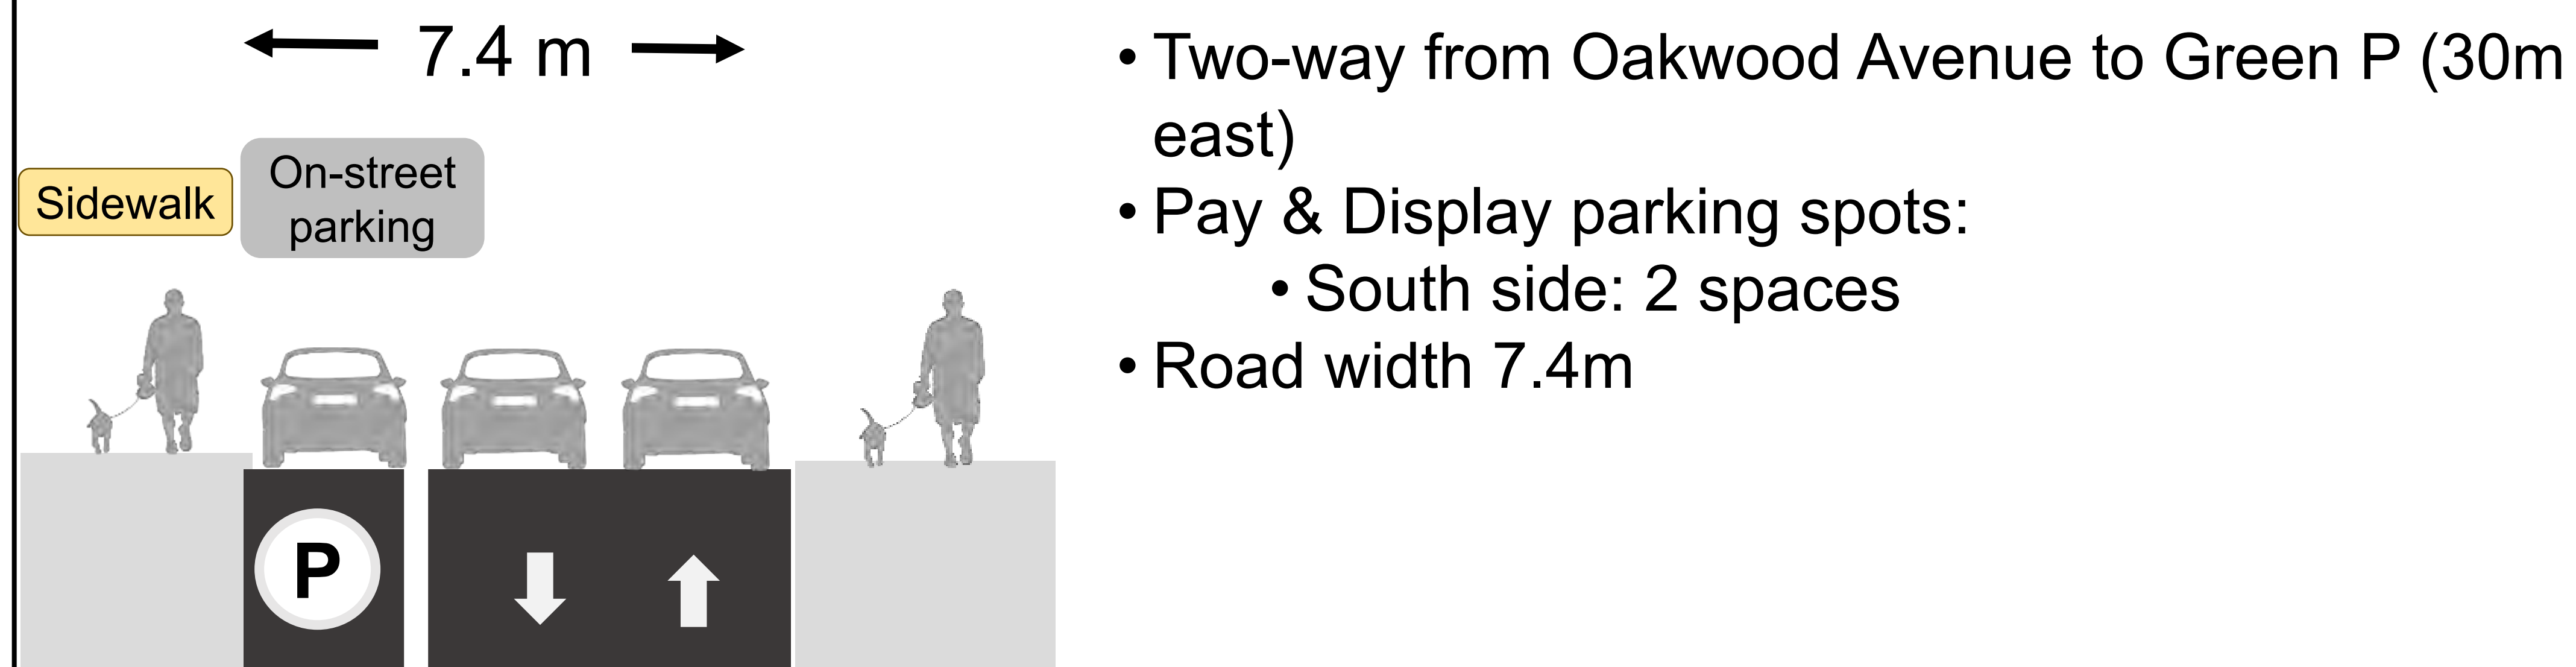 7.4 m
Sidewalk
On-street
parking
P
• Two-way from Oakwood Avenue to Green P (30m
east)
• Pay & Display parking spots:
• South side: 2 spaces
• Road width 7.4m